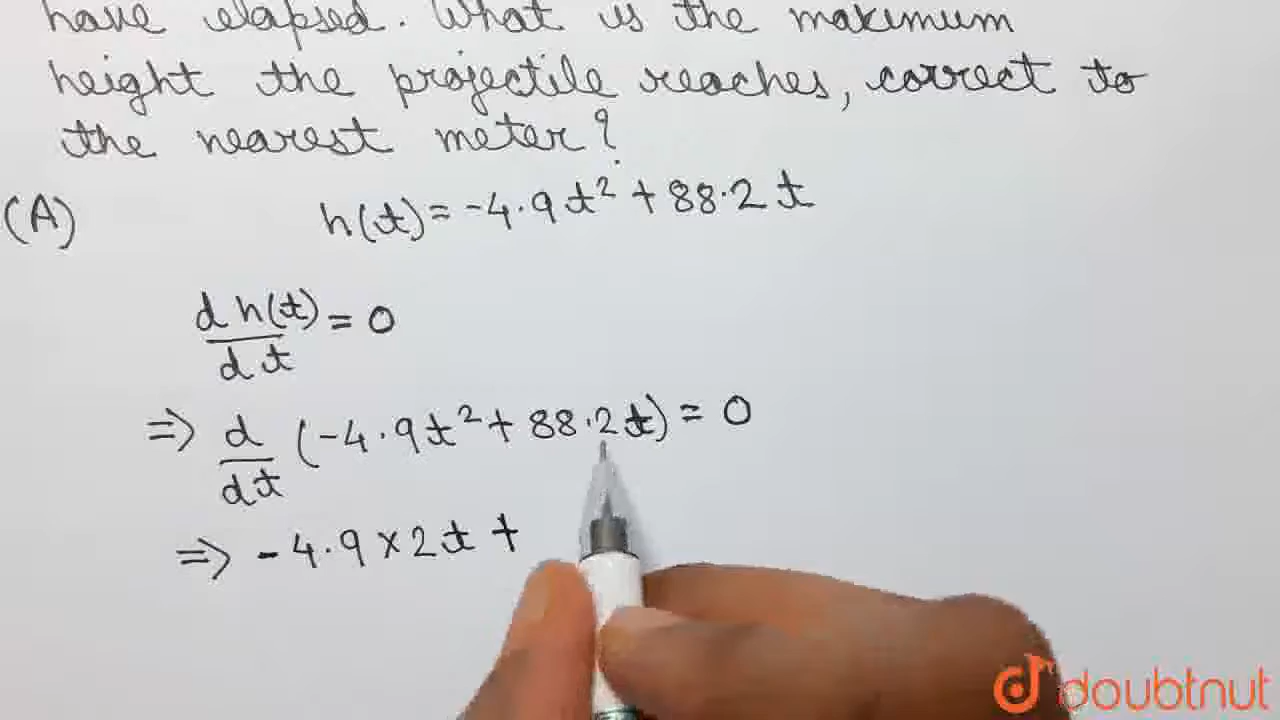 have elapsed. What is the maximum
height the projectile reaches, correct to
the nearest meter?
(A) h(t) = -4.9t² + 88.2t
d h(t)/dt = 0
=> d/dt (-4.9t² + 88.2t) = 0
=> -4.9 × 2t +
doubtnut